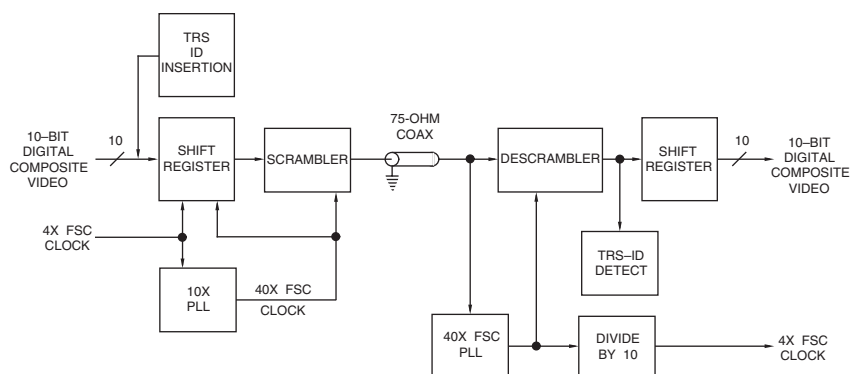 TRS
ID
INSERTION
10–BIT
DIGITAL
COMPOSITE
VIDEO
10
SHIFT
REGISTER
SCRAMBLER
75-OHM
COAX
DESCRAMBLER
SHIFT
REGISTER
10
10–BIT
DIGITAL
COMPOSITE
VIDEO
4X FSC
CLOCK
10X
PLL
40X FSC
CLOCK
TRS–ID
DETECT
40X FSC
PLL
DIVIDE
BY 10
4X FSC
CLOCK